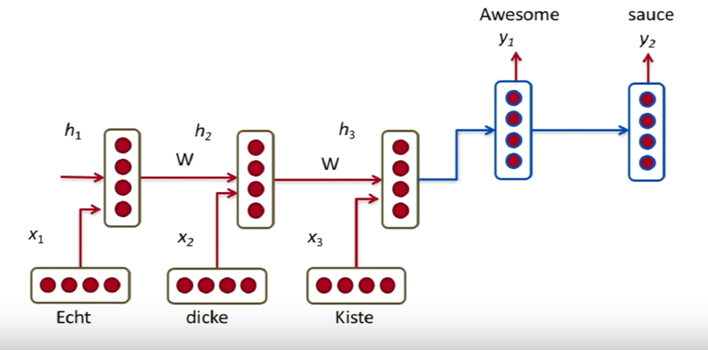 Awesome sauce
y1 y2
h1 h2 h3
W W
x1 x2 x3
Echt dicke Kiste